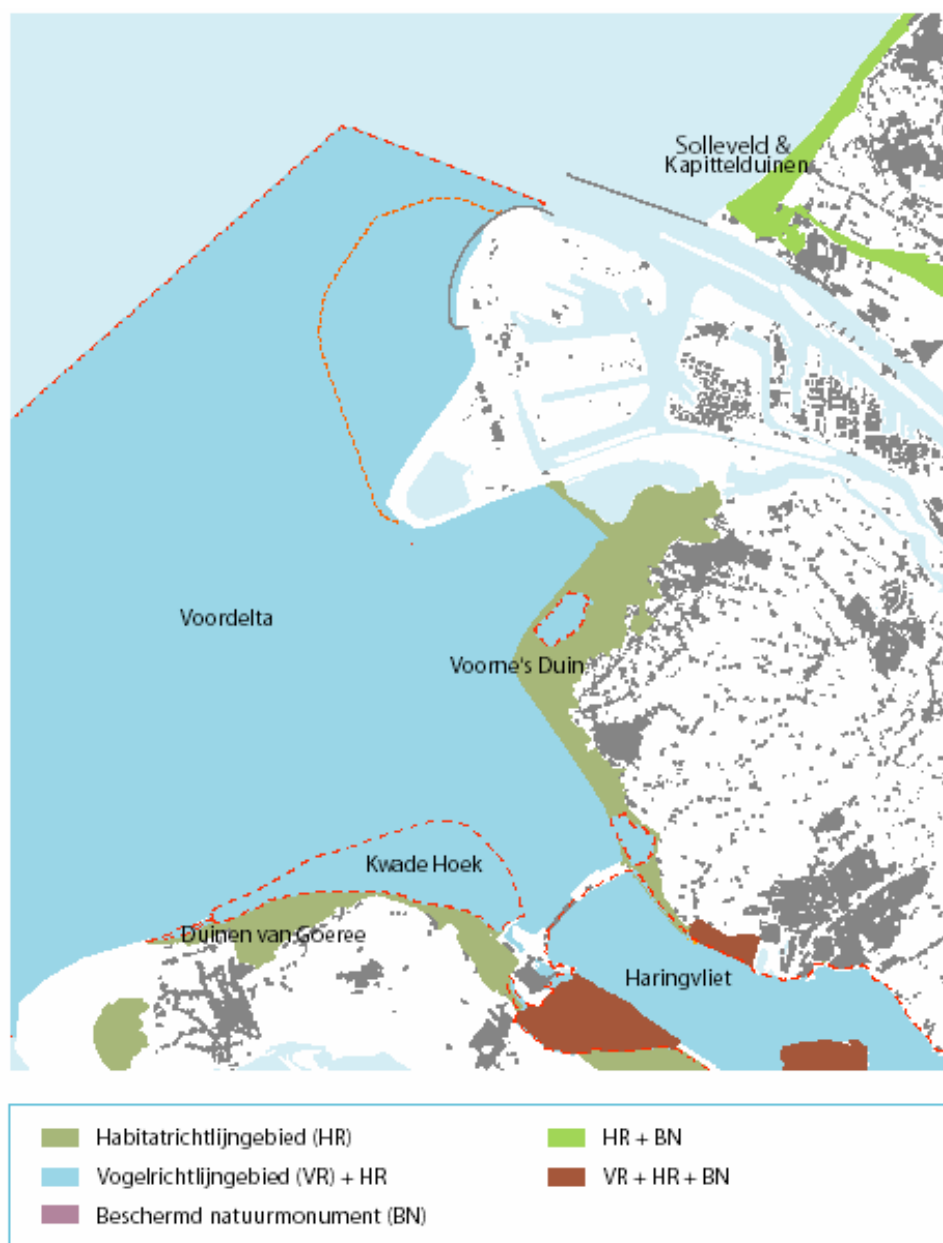 Solleveld &
Kapittelduinen
Voordelta
Voorne's Duin
Kwade Hoek
Duinen van Goeree
Haringvliet
Habitatrichtlijngebied (HR)
HR + BN
Vogelrichtlijngebied (VR) + HR
VR + HR + BN
Beschermd natuurmonument (BN)